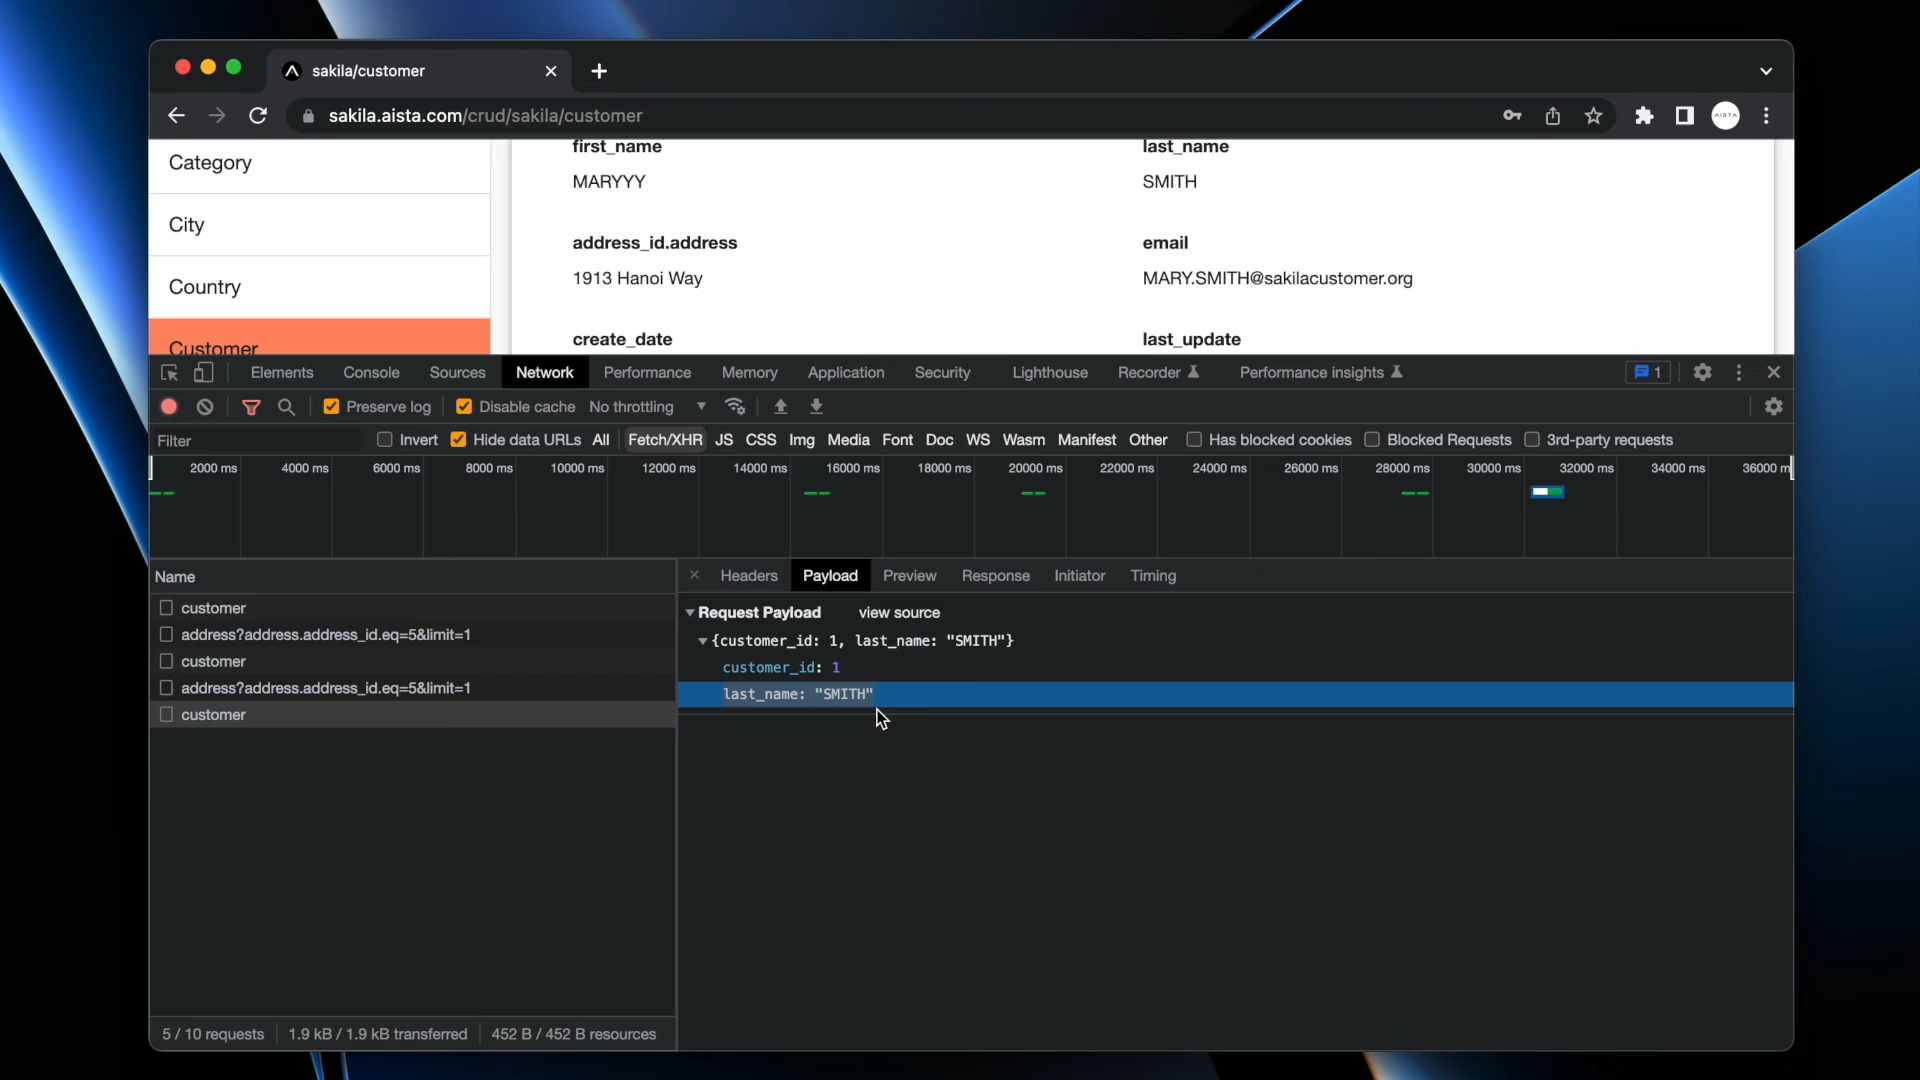 sakila/customer
sakila.aista.com/crud/sakila/customer
AISTA
Category
City
Country
Customer
first_name
MARYYY
last_name
SMITH
address_id.address
1913 Hanoi Way
email
MARY.SMITH@sakilacustomer.org
create_date
last_update
Elements Console Sources Network Performance Memory Application Security Lighthouse Recorder Performance insights 1
Preserve log Disable cache No throttling
Filter Invert Hide data URLs All Fetch/XHR JS CSS Img Media Font Doc WS Wasm Manifest Other Has blocked cookies Blocked Requests 3rd-party requests
2000 ms 4000 ms 6000 ms 8000 ms 10000 ms 12000 ms 14000 ms 16000 ms 18000 ms 20000 ms 22000 ms 24000 ms 26000 ms 28000 ms 30000 ms 32000 ms 34000 ms 36000 m
Name
customer
address?address.address_id.eq=5&limit=1
customer
address?address.address_id.eq=5&limit=1
customer
Headers Payload Preview Response Initiator Timing
Request Payload view source
{customer_id: 1, last_name: "SMITH"}
customer_id: 1
last_name: "SMITH"
5 / 10 requests 1.9 kB / 1.9 kB transferred 452 B / 452 B resources